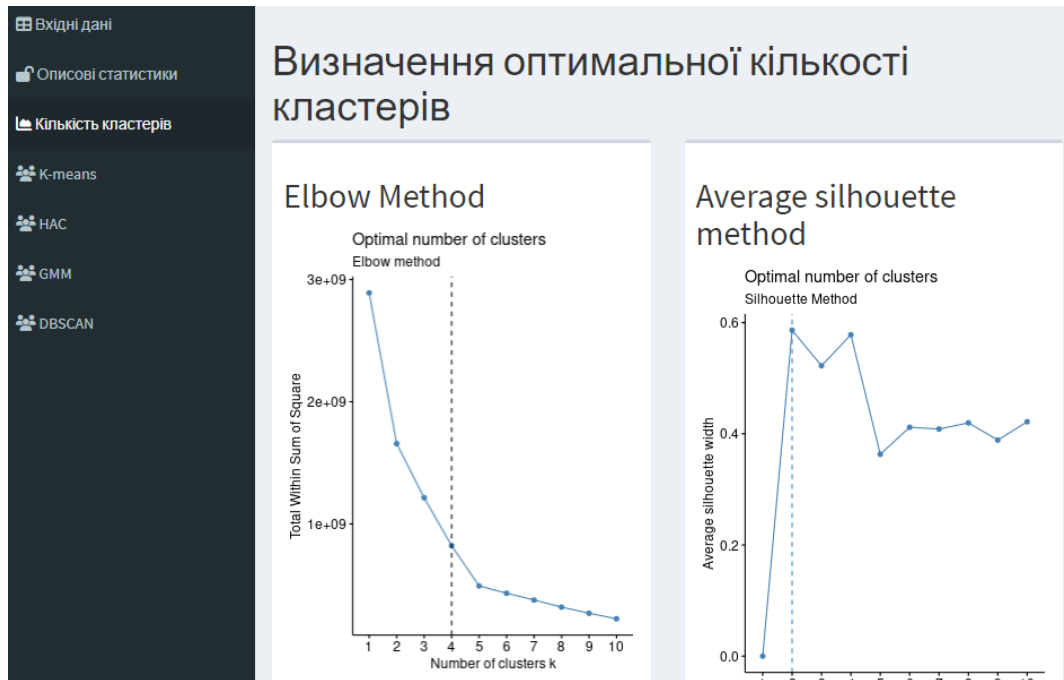 Вхідні дані
Описові статистики
Кількість кластерів
K-means
HAC
GMM
DBSCAN
Визначення оптимальної кількості
кластерів
Elbow Method
Optimal number of clusters
Elbow method
3e+09
2e+09
1e+09
Total Within Sum of Square
1 2 3 4 5 6 7 8 9 10
Number of clusters k
Average silhouette
method
Optimal number of clusters
Silhouette Method
0.6
0.4
0.2
0.0
Average silhouette width